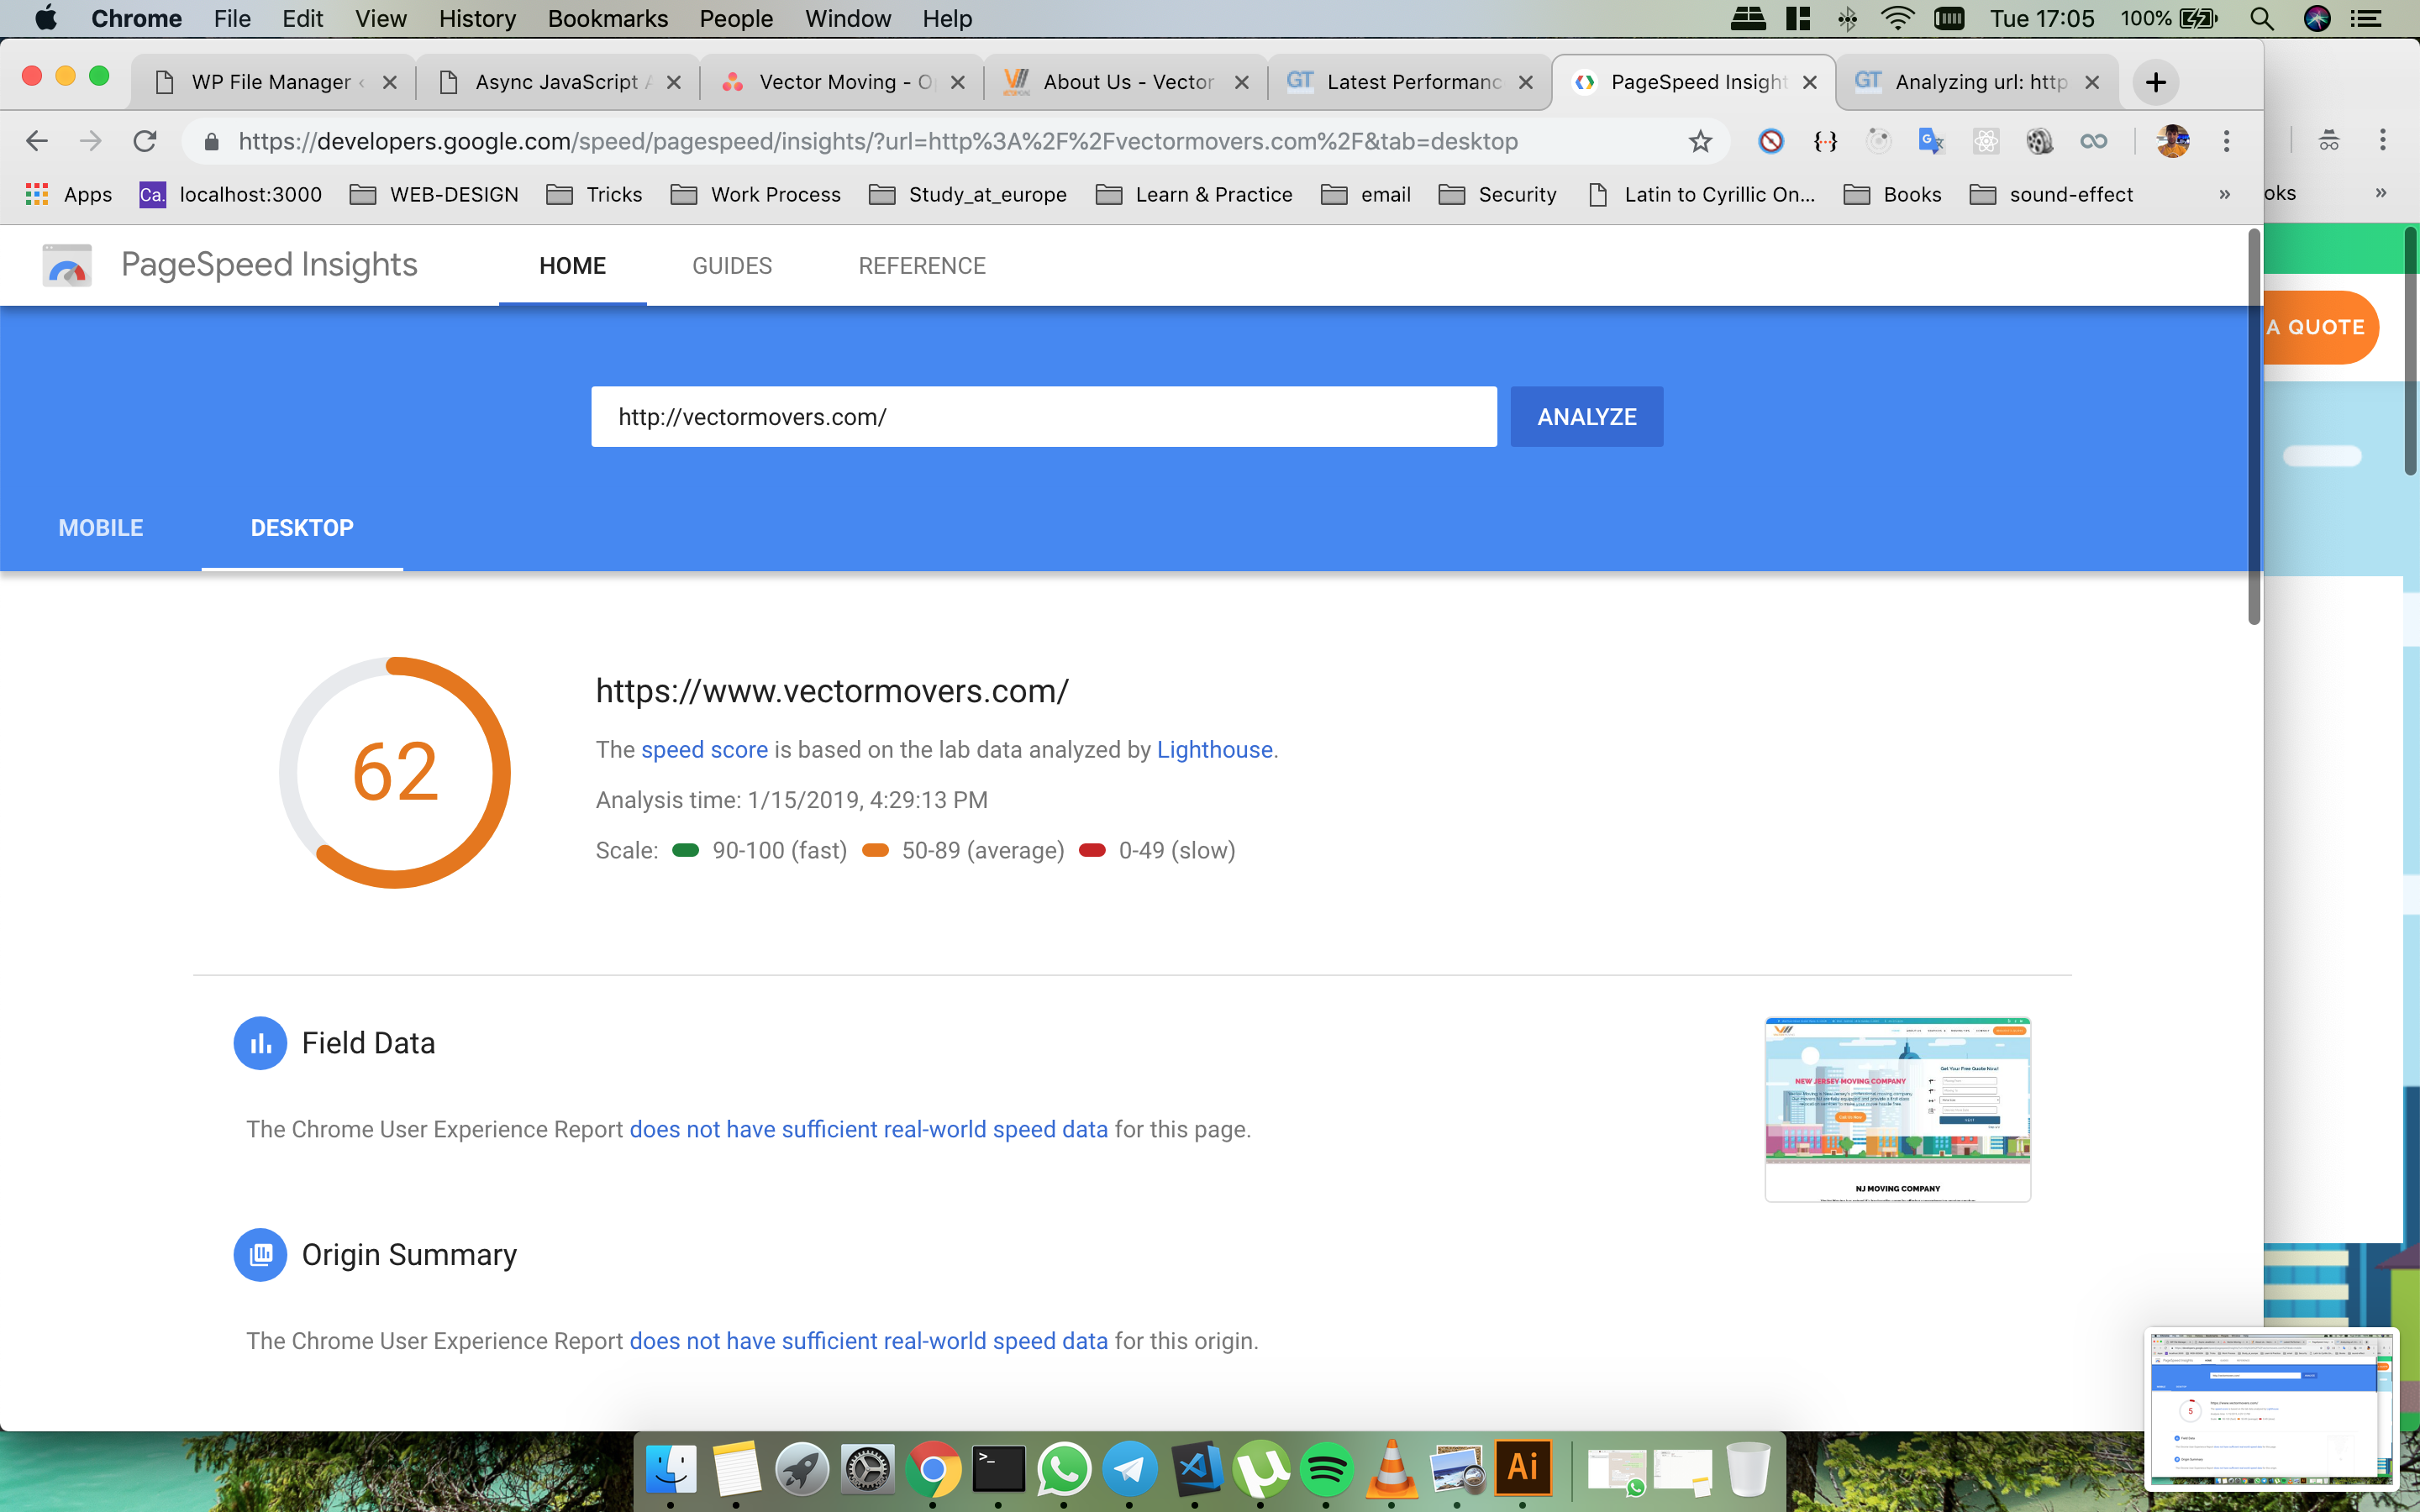 Chrome File Edit View History Bookmarks People Window Help Tue 17:05 100%
WP File Manager Async JavaScript Vector Moving - O About Us - Vector GT Latest Performanc PageSpeed Insight GT Analyzing url: http
https://developers.google.com/speed/pagespeed/insights/?url=http%3A%2F%2Fvectormovers.com%2F&tab=desktop
Apps Ca. localhost:3000 WEB-DESIGN Tricks Work Process Study_at_europe Learn & Practice email Security Latin to Cyrillic On... Books sound-effect » oks »
PageSpeed Insights HOME GUIDES REFERENCE
A QUOTE
http://vectormovers.com/ ANALYZE
MOBILE DESKTOP
62
https://www.vectormovers.com/
The speed score is based on the lab data analyzed by Lighthouse.
Analysis time: 1/15/2019, 4:29:13 PM
Scale: 90-100 (fast) 50-89 (average) 0-49 (slow)
Field Data
The Chrome User Experience Report does not have sufficient real-world speed data for this page.
Get Your Free Quote Now!
NEW JERSEY MOVING COMPANY
NJ MOVING COMPANY
Origin Summary
The Chrome User Experience Report does not have sufficient real-world speed data for this origin.
5
Ai